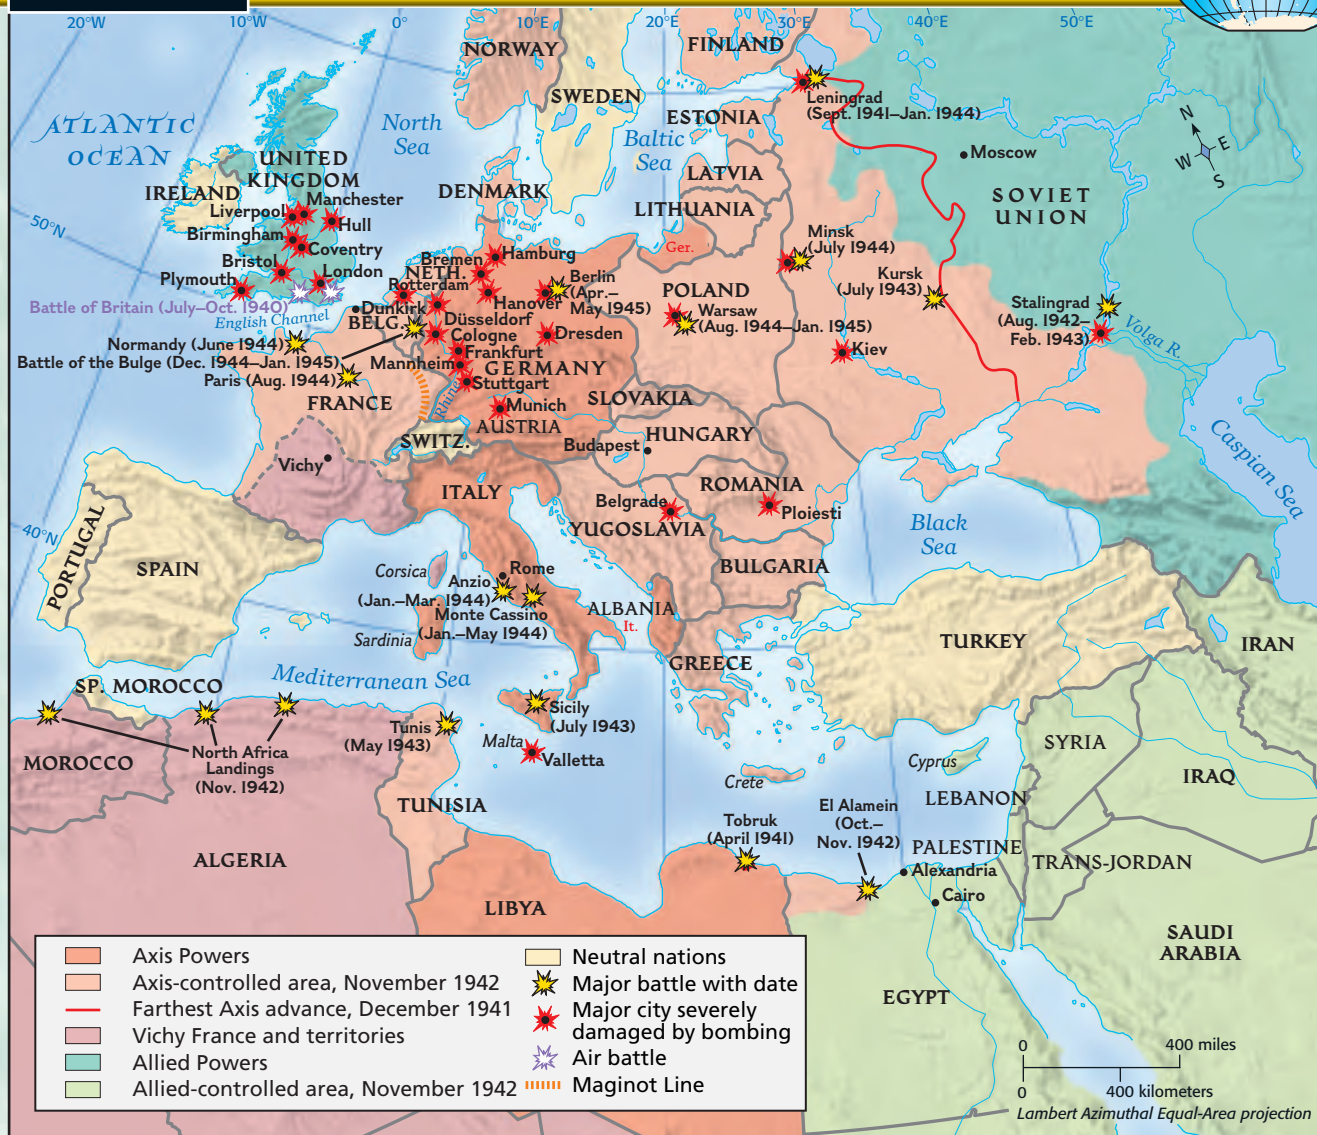 20°W
10°W
0°
10°E
20°E
30°E
40°E
50°E
NORWAY
FINLAND
SWEDEN
Leningrad
(Sept. 1941–Jan. 1944)
ESTONIA
ATLANTIC
OCEAN
North
Sea
Baltic
Sea
N
W
E
S
Moscow
UNITED
KINGDOM
IRELAND
LATVIA
DENMARK
SOVIET
UNION
Manchester
Liverpool
LITHUANIA
Hull
50°N
Birmingham
Coventry
Minsk
(July 1944)
Ger.
Bristol
London
Plymouth
Bremen
Hamburg
NETH.
Rotterdam
Berlin
(Apr.–
May 1945)
Hanover
Kursk
(July 1943)
POLAND
Warsaw
(Aug. 1944–Jan. 1945)
Stalingrad
(Aug. 1942–
Feb. 1943)
Volga R.
Battle of Britain (July–Oct. 1940)
Dunkirk
English Channel
BELG.
Düsseldorf
Cologne
Dresden
Normandy (June 1944)
Battle of the Bulge (Dec. 1944–Jan. 1945)
Paris (Aug. 1944)
Frankfurt
Mannheim
GERMANY
Stuttgart
Kiev
Rhine
FRANCE
Munich
SLOVAKIA
AUSTRIA
SWITZ.
Budapest
HUNGARY
Caspian Sea
Vichy
ITALY
ROMANIA
Belgrade
Ploiesti
YUGOSLAVIA
Black
Sea
40°N
PORTUGAL
SPAIN
Corsica
Rome
BULGARIA
Anzio
(Jan.–Mar. 1944)
Monte Cassino
(Jan.–May 1944)
ALBANIA
It.
Sardinia
TURKEY
IRAN
GREECE
SP. MOROCCO
Mediterranean Sea
Sicily
(July 1943)
Tunis
(May 1943)
Malta
Valletta
MOROCCO
North Africa
Landings
(Nov. 1942)
SYRIA
Cyprus
IRAQ
Crete
LEBANON
TUNISIA
El Alamein
(Oct.–
Nov. 1942)
Tobruk
(April 1941)
PALESTINE
ALGERIA
TRANS-JORDAN
Alexandria
Cairo
LIBYA
SAUDI
ARABIA
EGYPT
Axis Powers
Axis-controlled area, November 1942
Farthest Axis advance, December 1941
Vichy France and territories
Allied Powers
Allied-controlled area, November 1942
Neutral nations
Major battle with date
Major city severely
damaged by bombing
Air battle
Maginot Line
0
400 miles
0
400 kilometers
Lambert Azimuthal Equal-Area projection